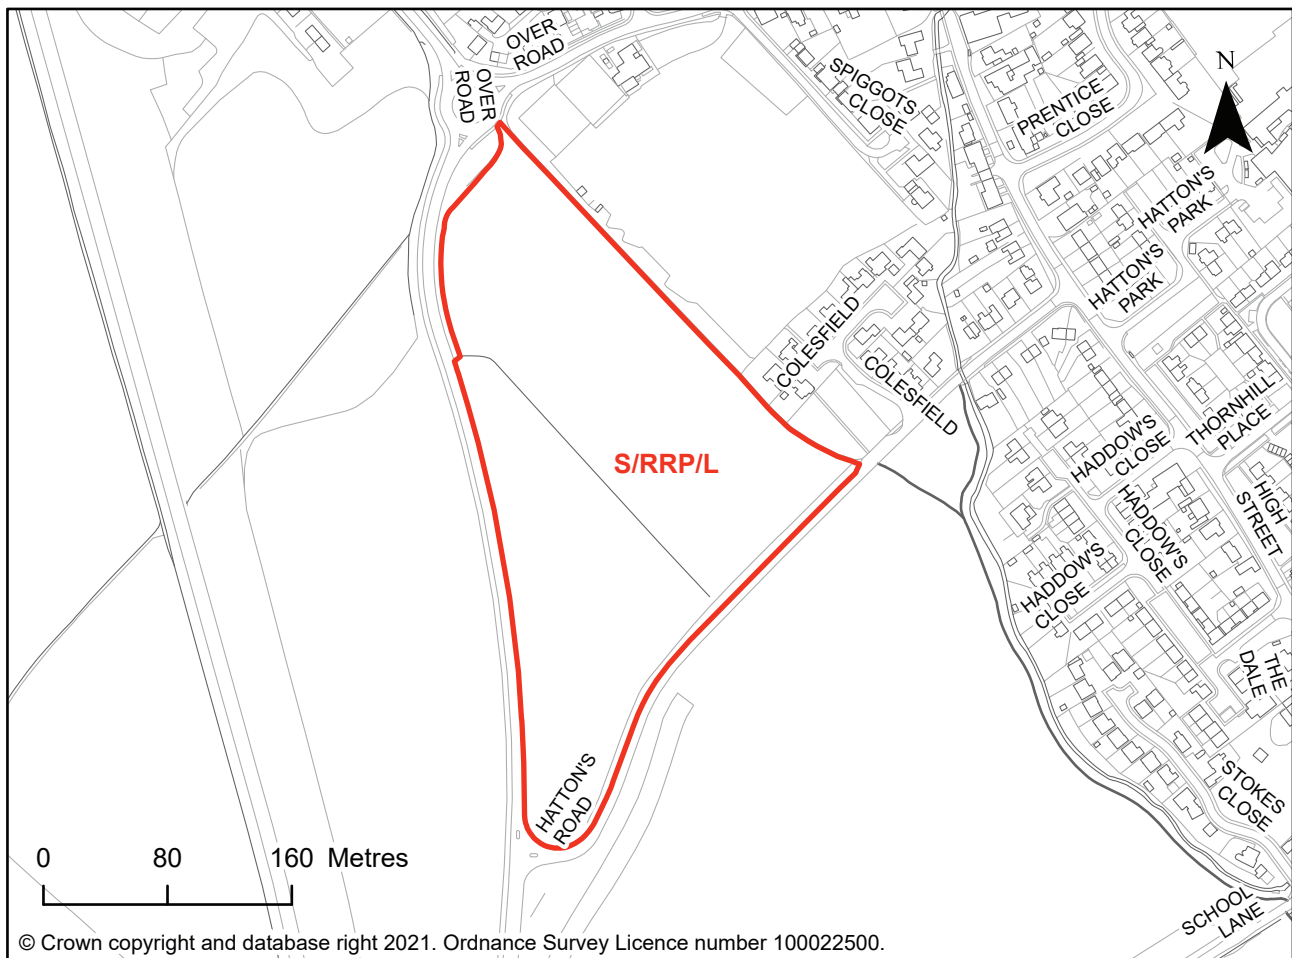 OVER
ROAD
OVER
ROAD
SPIGGOTS
CLOSE
PRENTICE
CLOSE
N
HATTON'S
PARK
HATTON'S
PARK
COLESFIELD
COLESFIELD
THORNHILL
PLACE
HADDOW'S
CLOSE
HADDOW'S
CLOSE
HADDOW'S
CLOSE
HIGH
STREET
S/RRP/L
THE
DALE
STOKES
CLOSE
HATTON'S
ROAD
SCHOOL
LANE
0 80 160 Metres
© Crown copyright and database right 2021. Ordnance Survey Licence number 100022500.